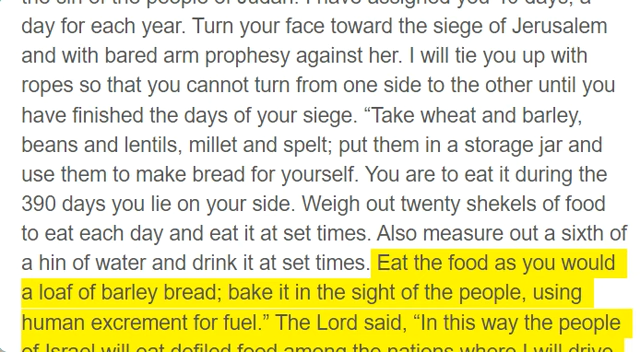 the sin of the people of Judah. I have assigned you 40 days, a
day for each year. Turn your face toward the siege of Jerusalem
and with bared arm prophesy against her. I will tie you up with
ropes so that you cannot turn from one side to the other until you
have finished the days of your siege. “Take wheat and barley,
beans and lentils, millet and spelt; put them in a storage jar and
use them to make bread for yourself. You are to eat it during the
390 days you lie on your side. Weigh out twenty shekels of food
to eat each day and eat it at set times. Also measure out a sixth of
a hin of water and drink it at set times. Eat the food as you would
a loaf of barley bread; bake it in the sight of the people, using
human excrement for fuel.” The Lord said, “In this way the people
of Israel will eat defiled food among the nations where I will drive